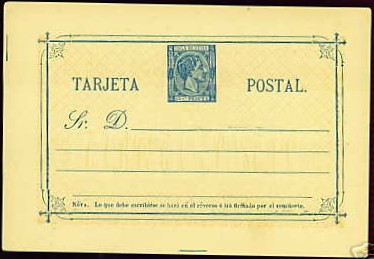 TARJETA POSTAL.
Sr. D.
NOTA. Lo que debe escribirse se hará en el reverso é irá firmado por el remitente.